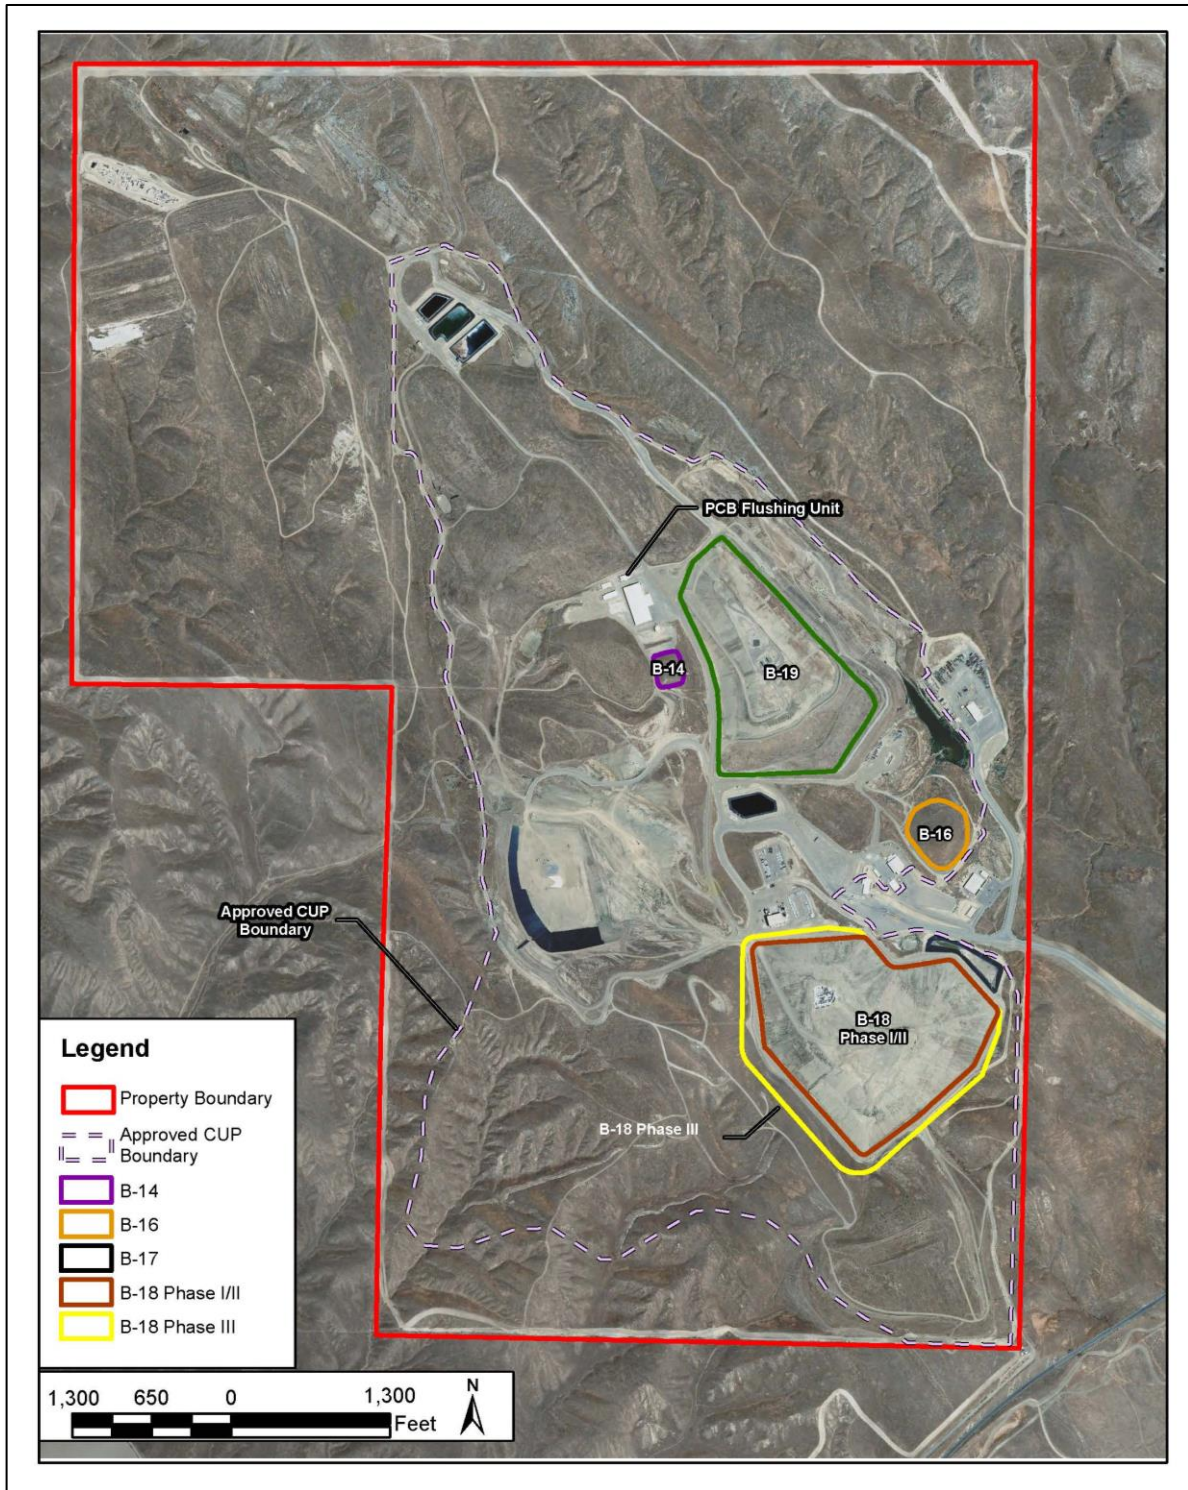 PCB Flushing Unit
B-14
B-19
B-16
Approved CUP
Boundary
B-18
Phase I/II
B-18 Phase III
Legend
Property Boundary
Approved CUP
Boundary
B-14
B-16
B-17
B-18 Phase I/II
B-18 Phase III
1,300 650 0 1,300
Feet
N